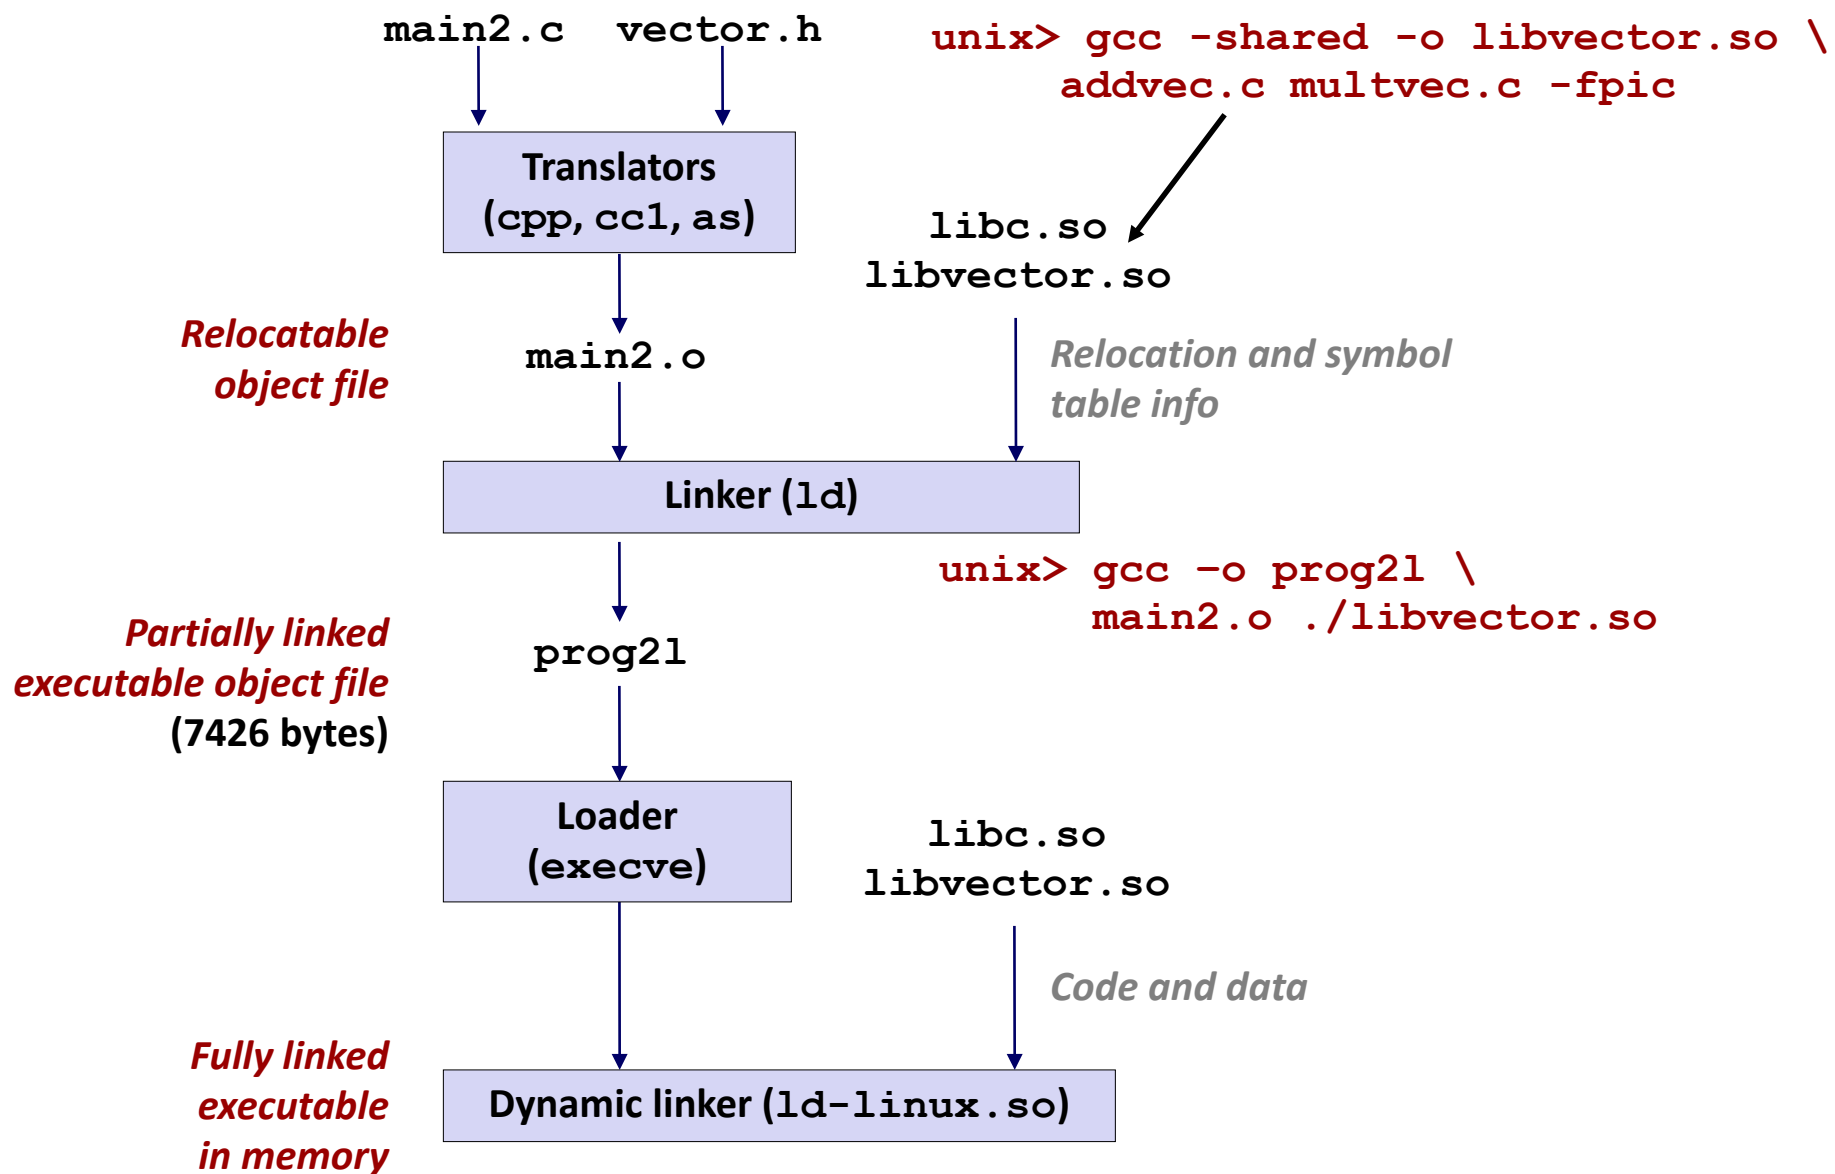 main2.c vector.h
unix> gcc -shared -o libvector.so \
addvec.c multvec.c -fpic
Translators
(cpp, cc1, as)
libc.so
libvector.so
Relocatable
object file
main2.o
Relocation and symbol
table info
Linker (ld)
unix> gcc –o prog2l \
main2.o ./libvector.so
Partially linked
executable object file
(7426 bytes)
prog2l
Loader
(execve)
libc.so
libvector.so
Code and data
Fully linked
executable
in memory
Dynamic linker (ld-linux.so)